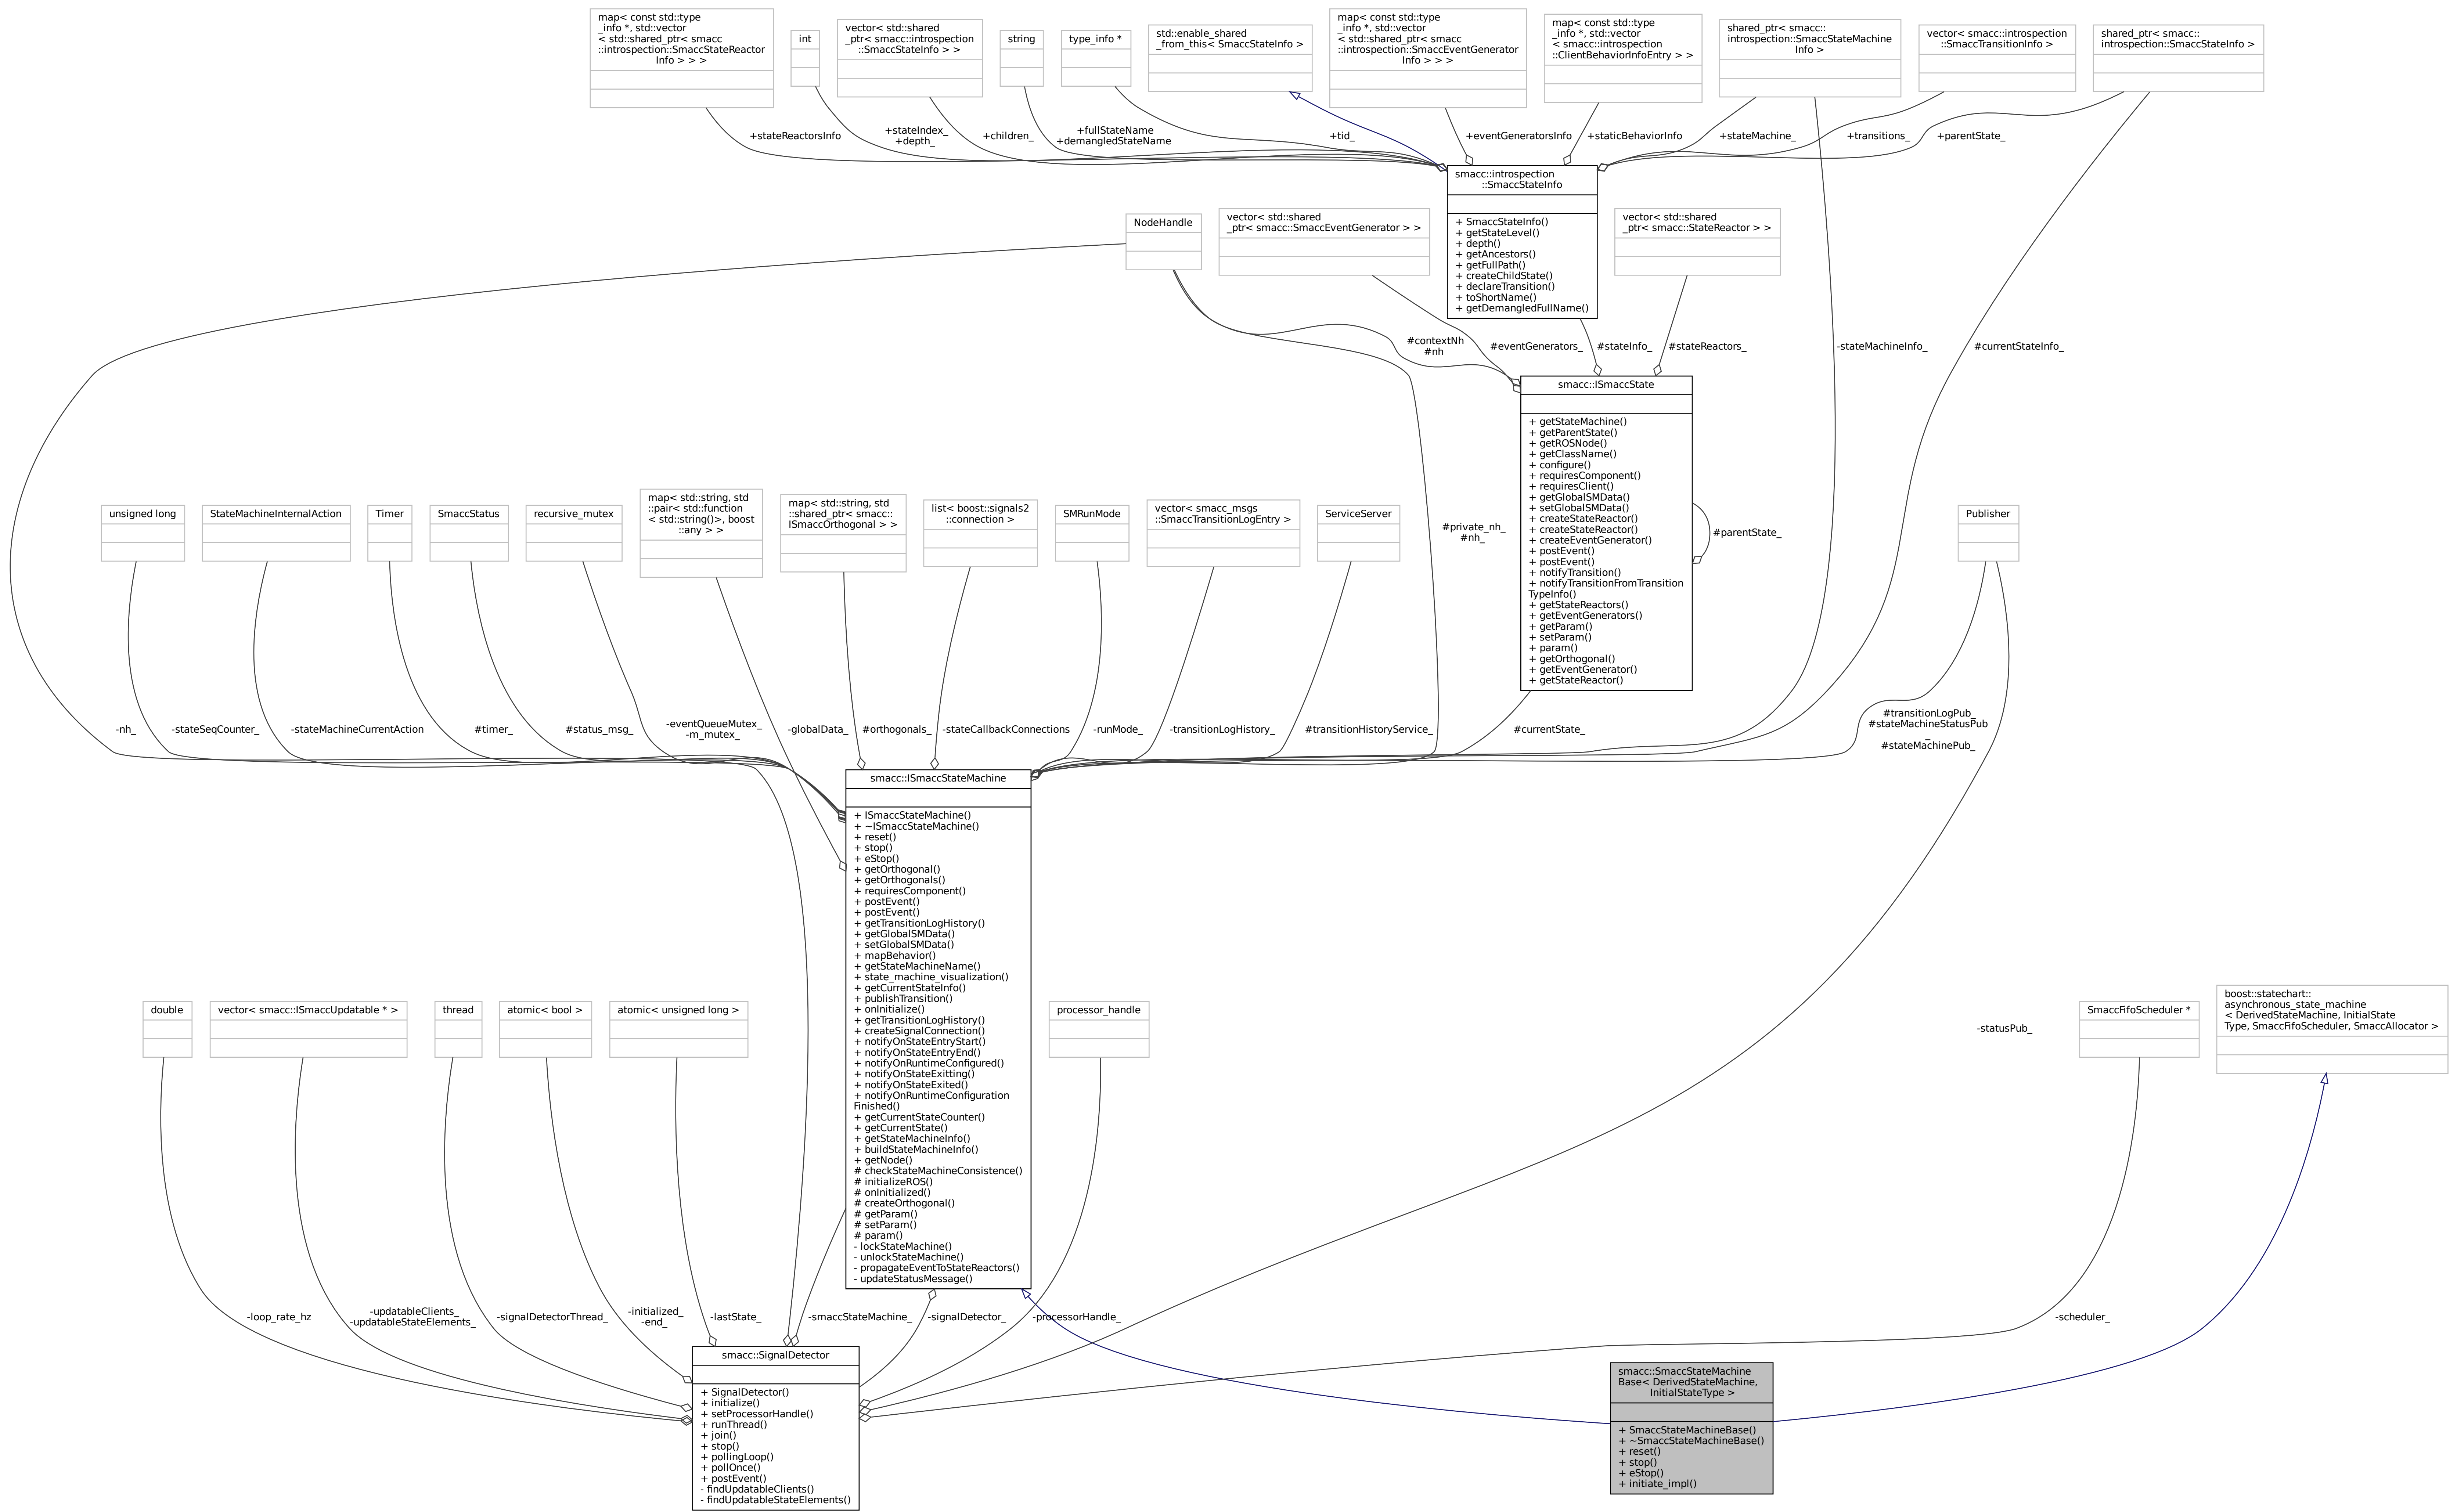 map< const std::type
_info *, std::vector
< std::shared_ptr< smacc
::introspection::SmaccStateReactor
Info > > >
int
vector< std::shared
_ptr< smacc::introspection
::SmaccStateInfo > >
string
type_info *
std::enable_shared
_from_this< SmaccStateInfo >
map< const std::type
_info *, std::vector
< std::shared_ptr< smacc
::introspection::SmaccEventGenerator
Info > > >
map< const std::type
_info *, std::vector
< smacc::introspection
::ClientBehaviorInfoEntry > >
shared_ptr< smacc::
introspection::SmaccStateMachine
Info >
vector< smacc::introspection
::SmaccTransitionInfo >
shared_ptr< smacc::
introspection::SmaccStateInfo >
+stateReactorsInfo
+stateIndex_
+depth_
+children_
+fullStateName
+demangledStateName
+tid_
+eventGeneratorsInfo
+staticBehaviorInfo
+stateMachine_
+transitions_
+parentState_
smacc::introspection
::SmaccStateInfo
+ SmaccStateInfo()
+ getStateLevel()
+ depth()
+ getAncestors()
+ getFullPath()
+ createChildState()
+ declareTransition()
+ toShortName()
+ getDemangledFullName()
NodeHandle
vector< std::shared
_ptr< smacc::SmaccEventGenerator > >
vector< std::shared
_ptr< smacc::StateReactor > >
#contextNh
#nh
#eventGenerators_
#stateInfo_
#stateReactors_
-stateMachineInfo_
#currentStateInfo_
smacc::ISmaccState
+ getStateMachine()
+ getParentState()
+ getROSNode()
+ getClassName()
+ configure()
+ requiresComponent()
+ requiresClient()
+ getGlobalSMData()
+ setGlobalSMData()
+ createStateReactor()
+ createStateReactor()
+ createEventGenerator()
+ postEvent()
+ postEvent()
+ notifyTransition()
+ notifyTransitionFromTransition
TypeInfo()
+ getStateReactors()
+ getEventGenerators()
+ getParam()
+ setParam()
+ param()
+ getOrthogonal()
+ getEventGenerator()
+ getStateReactor()
#parentState_
unsigned long
StateMachineInternalAction
Timer
SmaccStatus
recursive_mutex
map< std::string, std
::pair< std::function
< std::string()>, boost
::any > >
map< std::string, std
::shared_ptr< smacc::
ISmaccOrthogonal > >
list< boost::signals2
::connection >
SMRunMode
vector< smacc_msgs
::SmaccTransitionLogEntry >
ServiceServer
#private_nh_
#nh_
Publisher
-nh_
-stateSeqCounter_
-stateMachineCurrentAction
#timer_
#status_msg_
-eventQueueMutex_
-m_mutex_
-globalData_
#orthogonals_
-stateCallbackConnections
-runMode_
-transitionLogHistory_
#transitionHistoryService_
#currentState_
#transitionLogPub_
#stateMachineStatusPub
_
#stateMachinePub_
smacc::ISmaccStateMachine
+ ISmaccStateMachine()
+ ~ISmaccStateMachine()
+ reset()
+ stop()
+ eStop()
+ getOrthogonal()
+ getOrthogonals()
+ requiresComponent()
+ postEvent()
+ postEvent()
+ getTransitionLogHistory()
+ getGlobalSMData()
+ setGlobalSMData()
+ mapBehavior()
+ getStateMachineName()
+ state_machine_visualization()
+ getCurrentStateInfo()
+ publishTransition()
+ onInitialize()
+ getTransitionLogHistory()
+ createSignalConnection()
+ notifyOnStateEntryStart()
+ notifyOnStateEntryEnd()
+ notifyOnRuntimeConfigured()
+ notifyOnStateExitting()
+ notifyOnStateExited()
+ notifyOnRuntimeConfiguration
Finished()
+ getCurrentStateCounter()
+ getCurrentState()
+ getStateMachineInfo()
+ buildStateMachineInfo()
+ getNode()
# checkStateMachineConsistence()
# initializeROS()
# onInitialized()
# createOrthogonal()
# getParam()
# setParam()
# param()
- lockStateMachine()
- unlockStateMachine()
- propagateEventToStateReactors()
- updateStatusMessage()
double
vector< smacc::ISmaccUpdatable * >
thread
atomic< bool >
atomic< unsigned long >
processor_handle
-statusPub_
SmaccFifoScheduler *
boost::statechart::
asynchronous_state_machine
< DerivedStateMachine, InitialState
Type, SmaccFifoScheduler, SmaccAllocator >
-loop_rate_hz
-updatableClients_
-updatableStateElements_
-signalDetectorThread_
-initialized_
-end_
-lastState_
-smaccStateMachine_
-signalDetector_
-processorHandle_
-scheduler_
smacc::SignalDetector
+ SignalDetector()
+ initialize()
+ setProcessorHandle()
+ runThread()
+ join()
+ stop()
+ pollingLoop()
+ pollOnce()
+ postEvent()
- findUpdatableClients()
- findUpdatableStateElements()
smacc::SmaccStateMachine
Base< DerivedStateMachine,
InitialStateType >
+ SmaccStateMachineBase()
+ ~SmaccStateMachineBase()
+ reset()
+ stop()
+ eStop()
+ initiate_impl()